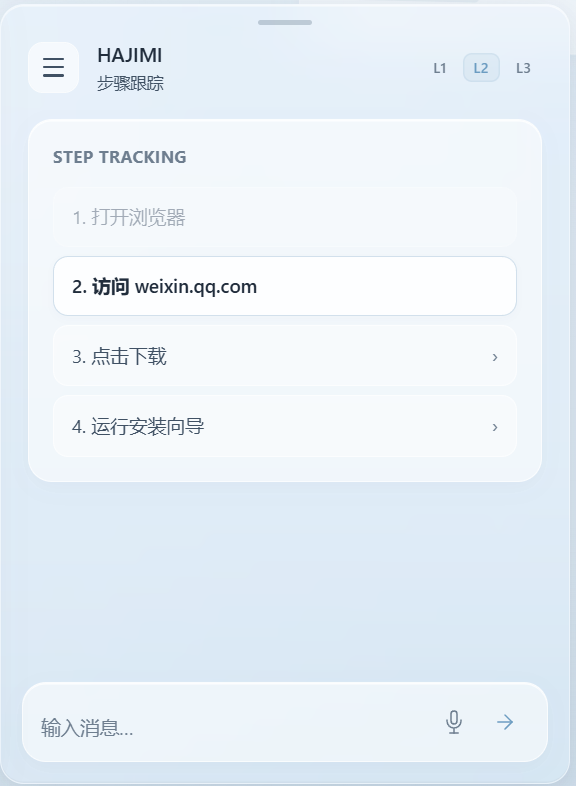 HAJIMI
步骤跟踪
L1 L2 L3
STEP TRACKING
1. 打开浏览器
2. 访问 weixin.qq.com
3. 点击下载 ›
4. 运行安装向导 ›
输入消息...